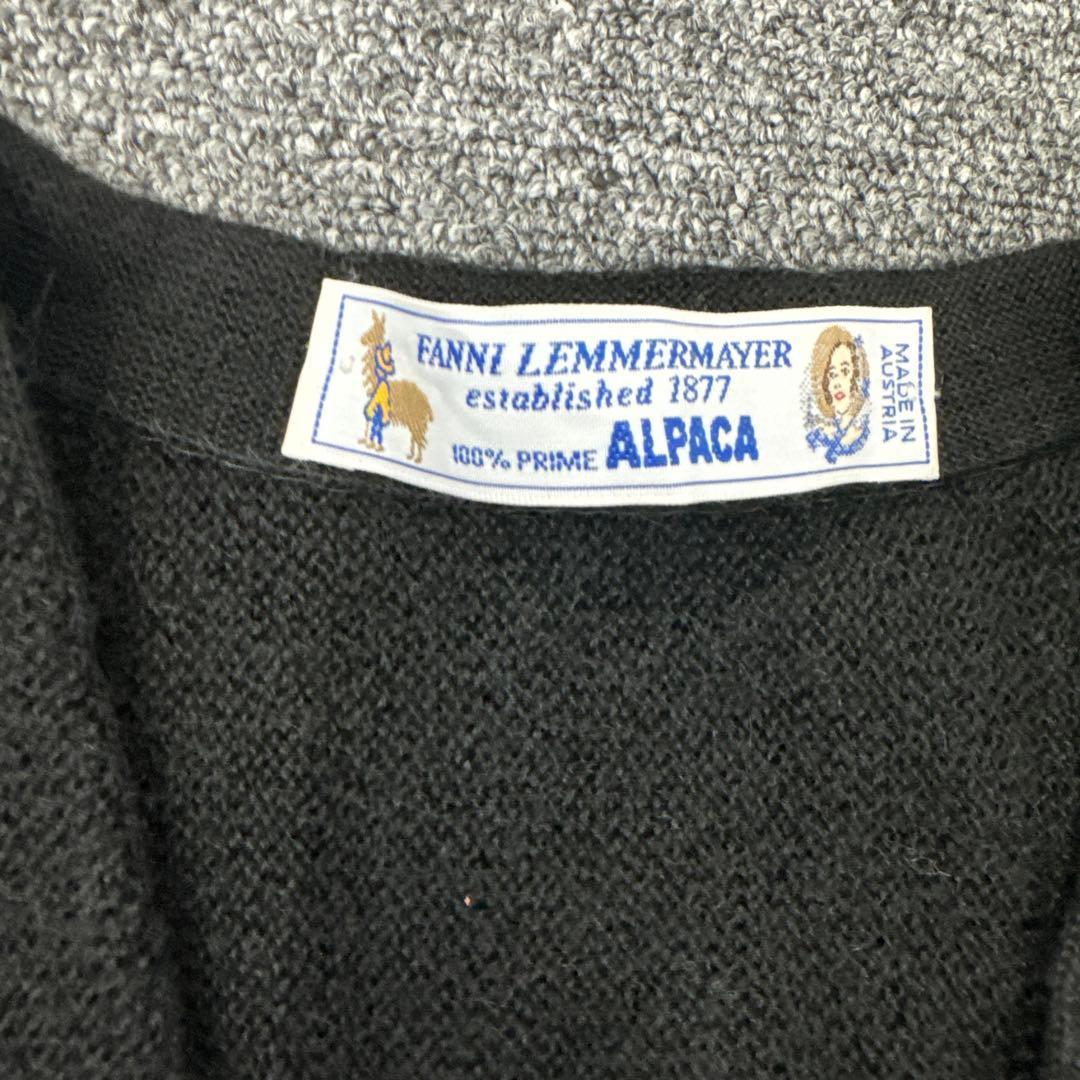 FANNI LEMMERMAYER
established 1877
100% PRIME ALPACA
MADE IN
AUSTRIA